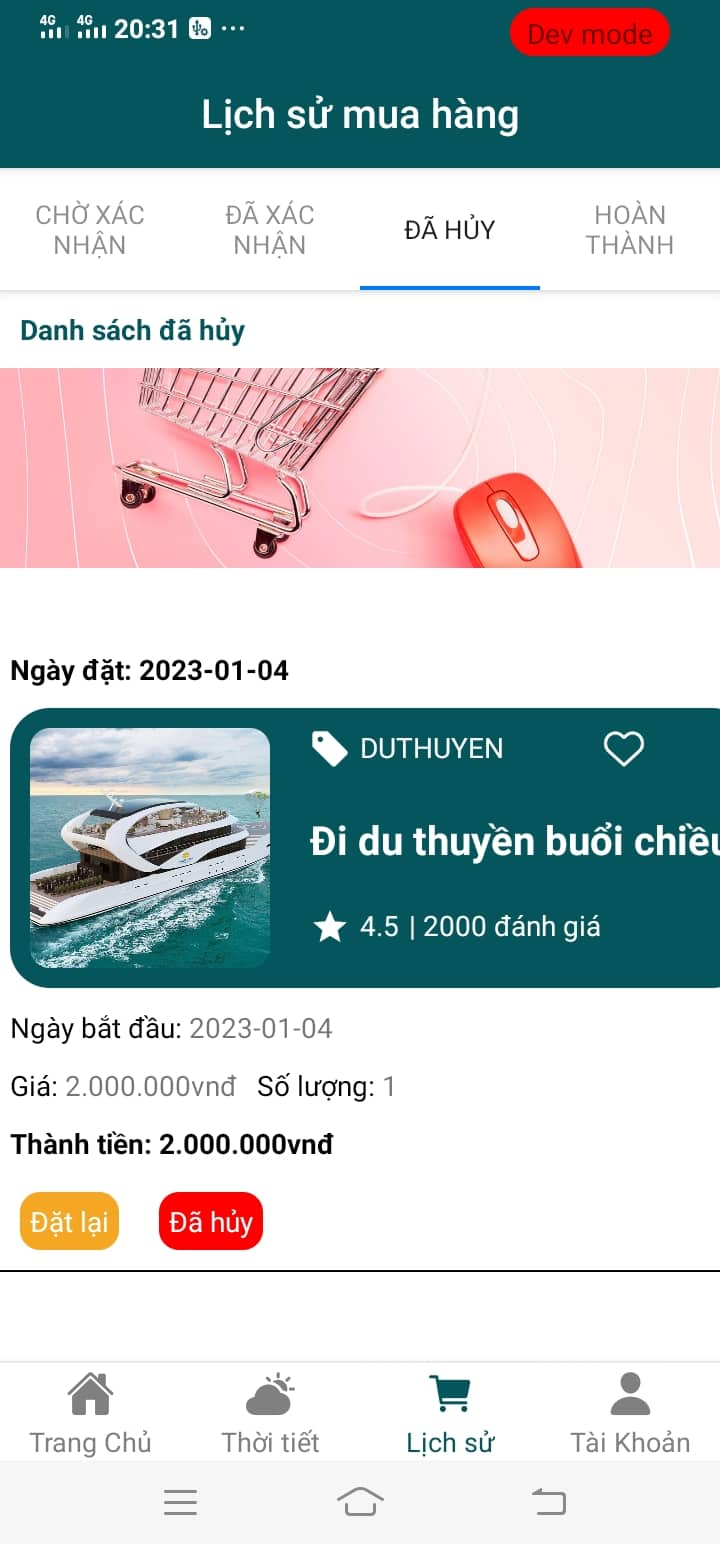 4G 4G 20:31 ...
Dev mode
Lịch sử mua hàng
CHỜ XÁC
NHẬN
ĐÃ XÁC
NHẬN
ĐÃ HỦY
HOÀN
THÀNH
Danh sách đã hủy
Ngày đặt: 2023-01-04
DUTHUYEN
Đi du thuyền buổi chiều
4.5 | 2000 đánh giá
Ngày bắt đầu: 2023-01-04
Giá: 2.000.000vnđ Số lượng: 1
Thành tiền: 2.000.000vnđ
Đặt lại
Đã hủy
Trang Chủ
Thời tiết
Lịch sử
Tài Khoản